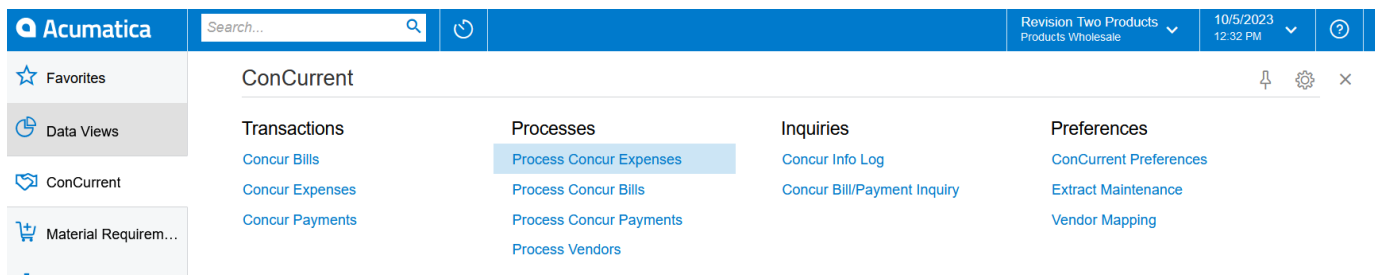 Acumatica
Search...
Revision Two Products
Products Wholesale
10/5/2023
12:32 PM
Favorites
Data Views
ConCurrent
Material Requirem...
ConCurrent
Transactions
Concur Bills
Concur Expenses
Concur Payments
Processes
Process Concur Expenses
Process Concur Bills
Process Concur Payments
Process Vendors
Inquiries
Concur Info Log
Concur Bill/Payment Inquiry
Preferences
ConCurrent Preferences
Extract Maintenance
Vendor Mapping